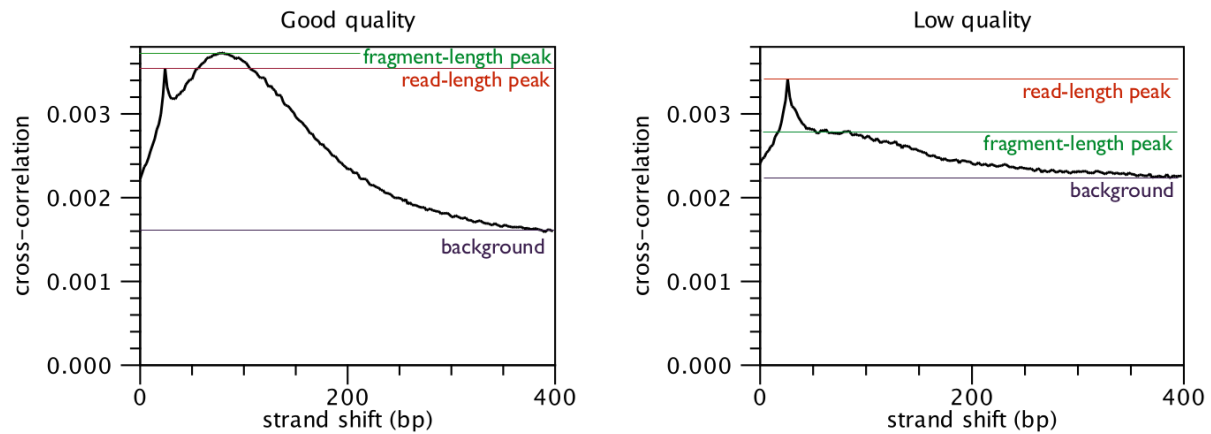 Good quality
fragment-length peak
read-length peak
background
cross-correlation
0.003
0.002
0.001
0.000
0
200
400
strand shift (bp)
Low quality
read-length peak
fragment-length peak
background
cross-correlation
0.003
0.002
0.001
0.000
0
200
400
strand shift (bp)